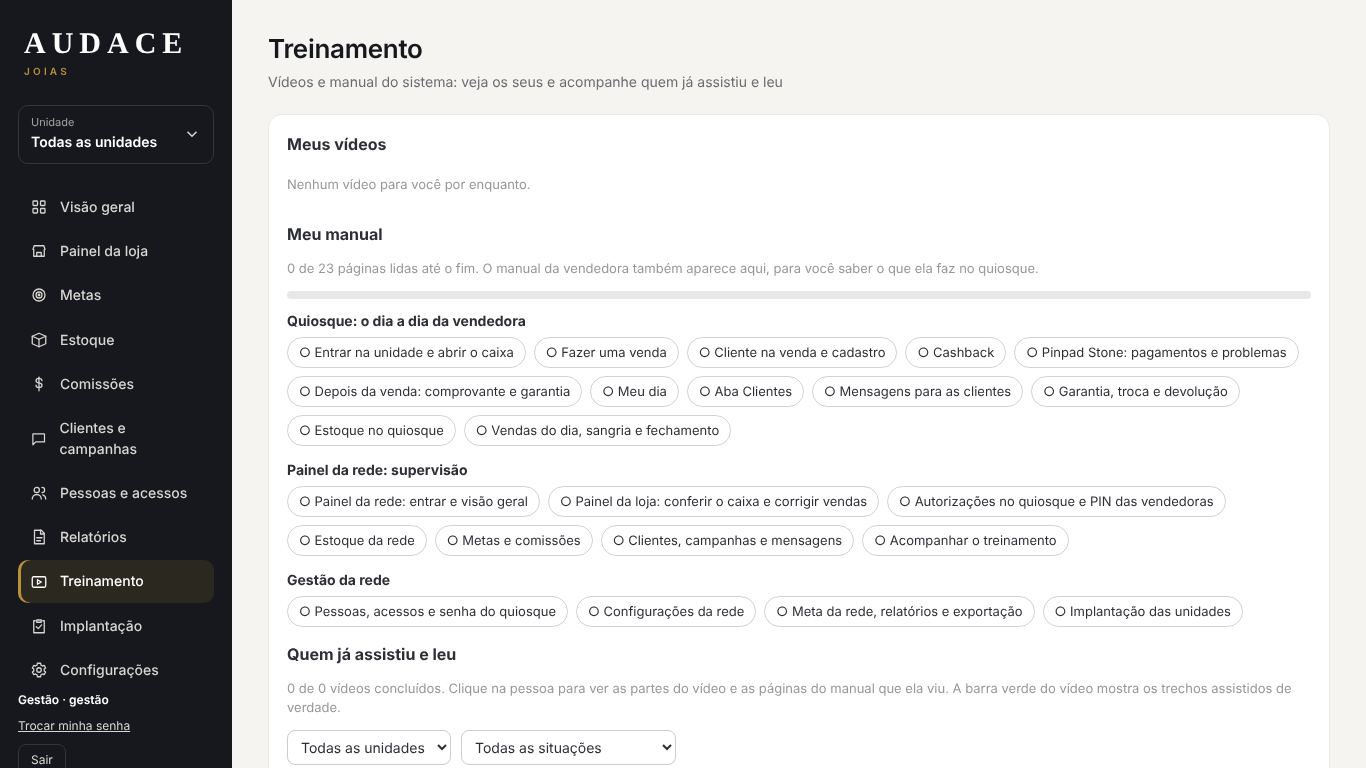 AUDACE
JOIAS
Unidade
Todas as unidades
Visão geral
Painel da loja
Metas
Estoque
Comissões
Clientes e
campanhas
Pessoas e acessos
Relatórios
Treinamento
Implantação
Configurações
Gestão · gestão
Trocar minha senha
Sair
Treinamento
Vídeos e manual do sistema: veja os seus e acompanhe quem já assistiu e leu
Meus vídeos
Nenhum vídeo para você por enquanto.
Meu manual
0 de 23 páginas lidas até o fim. O manual da vendedora também aparece aqui, para você saber o que ela faz no quiosque.
Quiosque: o dia a dia da vendedora
Entrar na unidade e abrir o caixa
Fazer uma venda
Cliente na venda e cadastro
Cashback
Pinpad Stone: pagamentos e problemas
Depois da venda: comprovante e garantia
Meu dia
Aba Clientes
Mensagens para as clientes
Garantia, troca e devolução
Estoque no quiosque
Vendas do dia, sangria e fechamento
Painel da rede: supervisão
Painel da rede: entrar e visão geral
Painel da loja: conferir o caixa e corrigir vendas
Autorizações no quiosque e PIN das vendedoras
Estoque da rede
Metas e comissões
Clientes, campanhas e mensagens
Acompanhar o treinamento
Gestão da rede
Pessoas, acessos e senha do quiosque
Configurações da rede
Meta da rede, relatórios e exportação
Implantação das unidades
Quem já assistiu e leu
0 de 0 vídeos concluídos. Clique na pessoa para ver as partes do vídeo e as páginas do manual que ela viu. A barra verde do vídeo mostra os trechos assistidos de
verdade.
Todas as unidades
Todas as situações